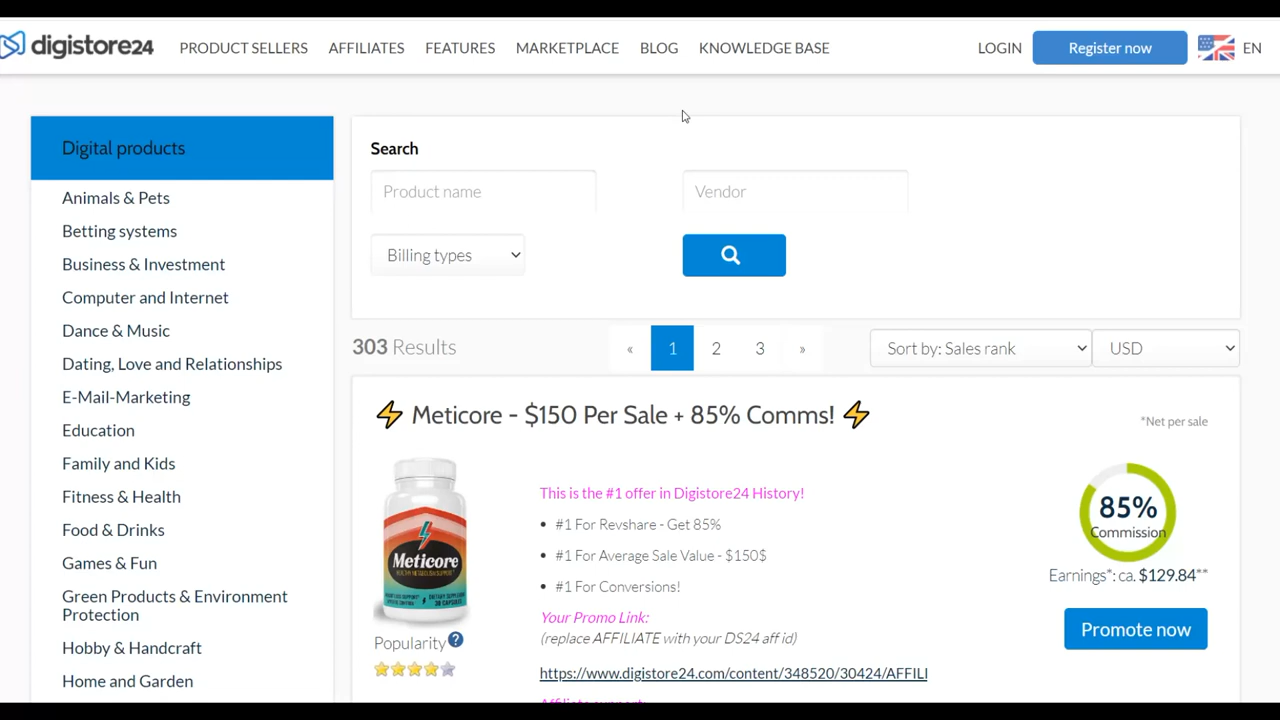 digistore24
PRODUCT SELLERS
AFFILIATES
FEATURES
MARKETPLACE
BLOG
KNOWLEDGE BASE
LOGIN
Register now
EN
Digital products
Animals & Pets
Betting systems
Business & Investment
Computer and Internet
Dance & Music
Dating, Love and Relationships
E-Mail-Marketing
Education
Family and Kids
Fitness & Health
Food & Drinks
Games & Fun
Green Products & Environment
Protection
Hobby & Handcraft
Home and Garden
Search
Product name
Vendor
Billing types
303 Results
« 1 2 3 »
Sort by: Sales rank
USD
⚡ Meticore - $150 Per Sale + 85% Comms! ⚡
*Net per sale
Meticore
Popularity ?
This is the #1 offer in Digistore24 History!
• #1 For Revshare - Get 85%
• #1 For Average Sale Value - $150$
• #1 For Conversions!
Your Promo Link:
(replace AFFILIATE with your DS24 aff id)
https://www.digistore24.com/content/348520/30424/AFFILI
85%
Commission
Earnings*: ca. $129.84**
Promote now